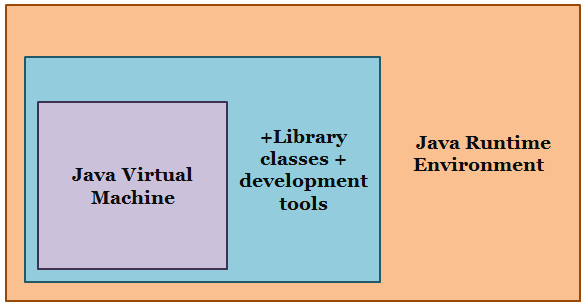 Java Virtual
Machine
+Library
classes +
development
tools
Java Runtime
Environment